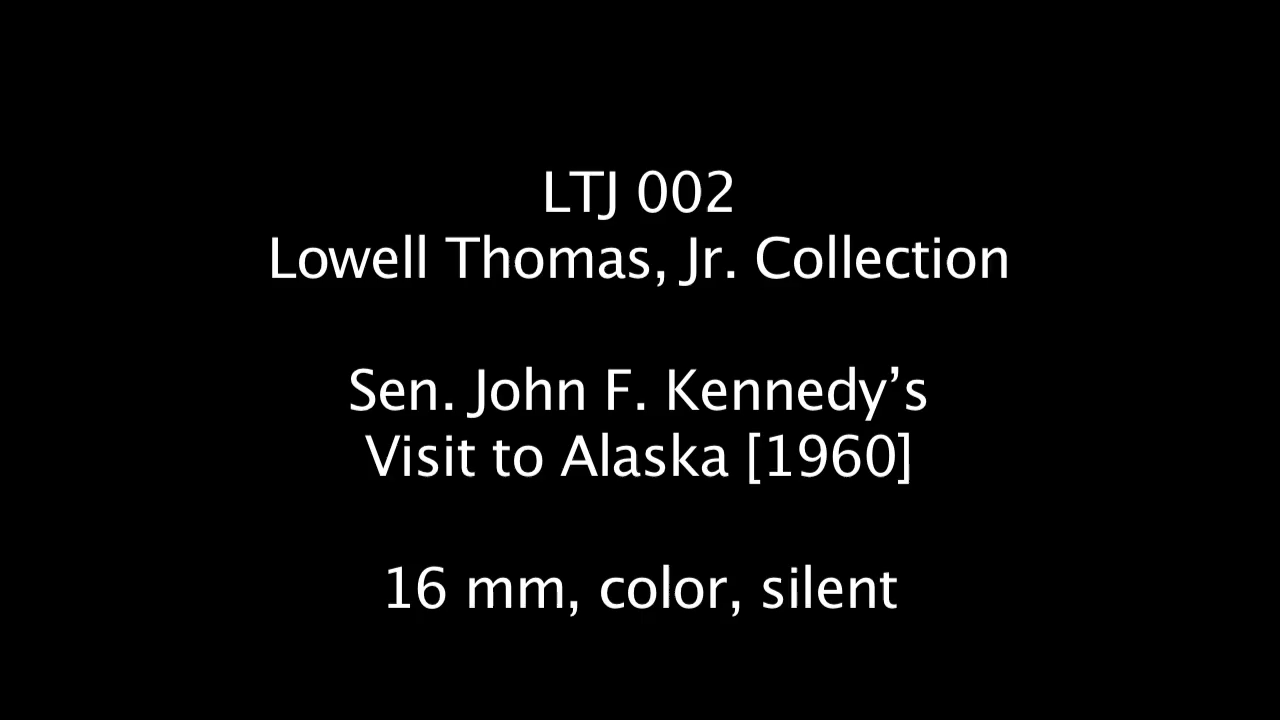 LTJ 002
Lowell Thomas, Jr. Collection
Sen. John F. Kennedy’s
Visit to Alaska [1960]
16 mm, color, silent